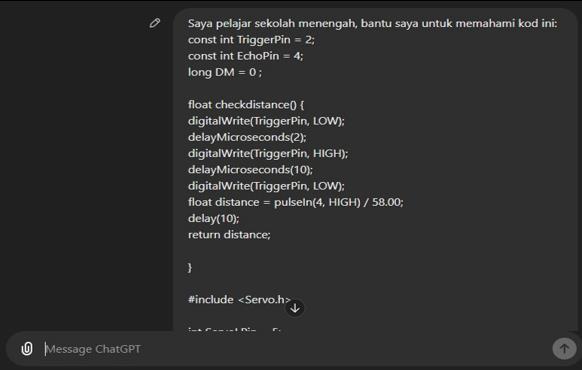 Saya pelajar sekolah menengah, bantu saya untuk memahami kod ini:
const int TriggerPin = 2;
const int EchoPin = 4;
long DM = 0 ;
float checkdistance() {
digitalWrite(TriggerPin, LOW);
delayMicroseconds(2);
digitalWrite(TriggerPin, HIGH);
delayMicroseconds(10);
digitalWrite(TriggerPin, LOW);
float distance = pulseIn(4, HIGH) / 58.00;
delay(10);
return distance;
}
#include <Servo.h>
Message ChatGPT